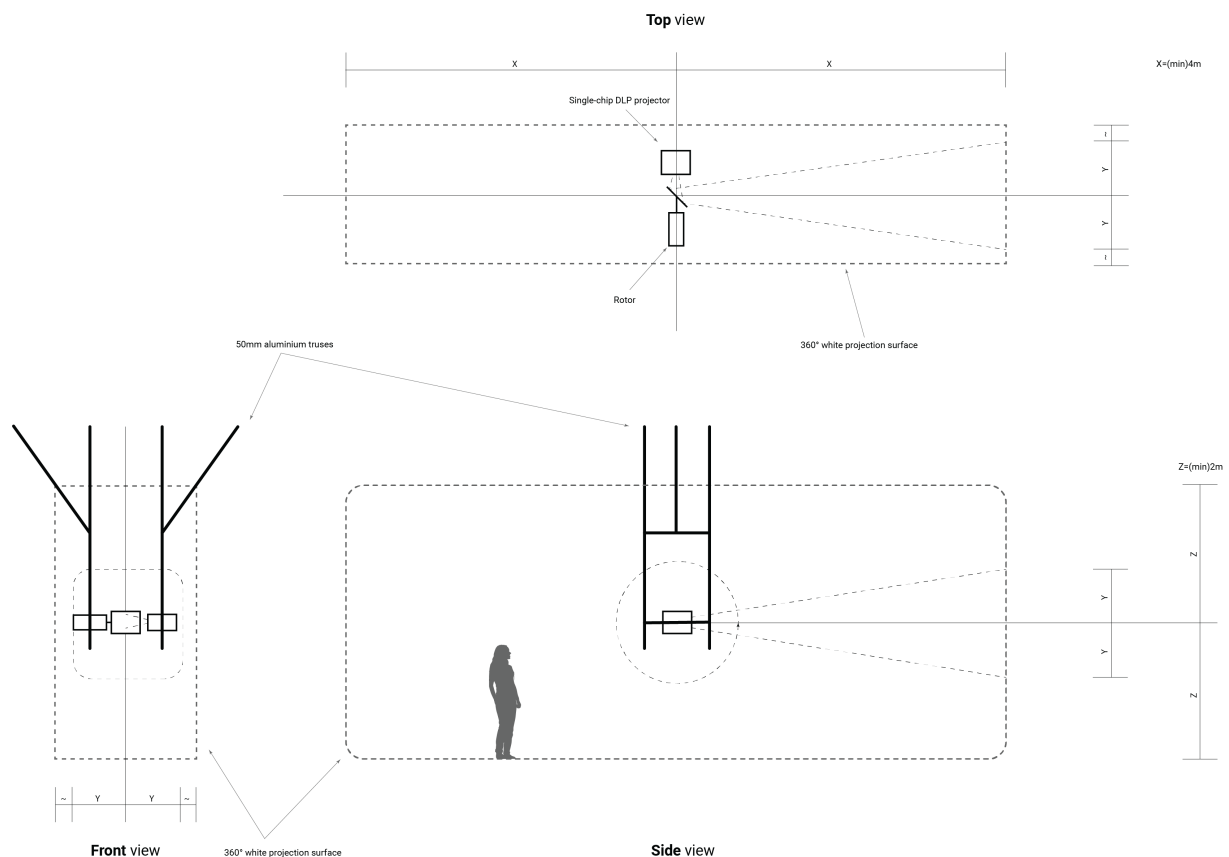 Top view
X
X
X=(min)4m
Single-chip DLP projector
~
Y
Y
~
Rotor
50mm aluminium truses
360° white projection surface
Z=(min)2m
Z
Y
Y
Z
~
Y
Y
~
Front view
360° white projection surface
Side view